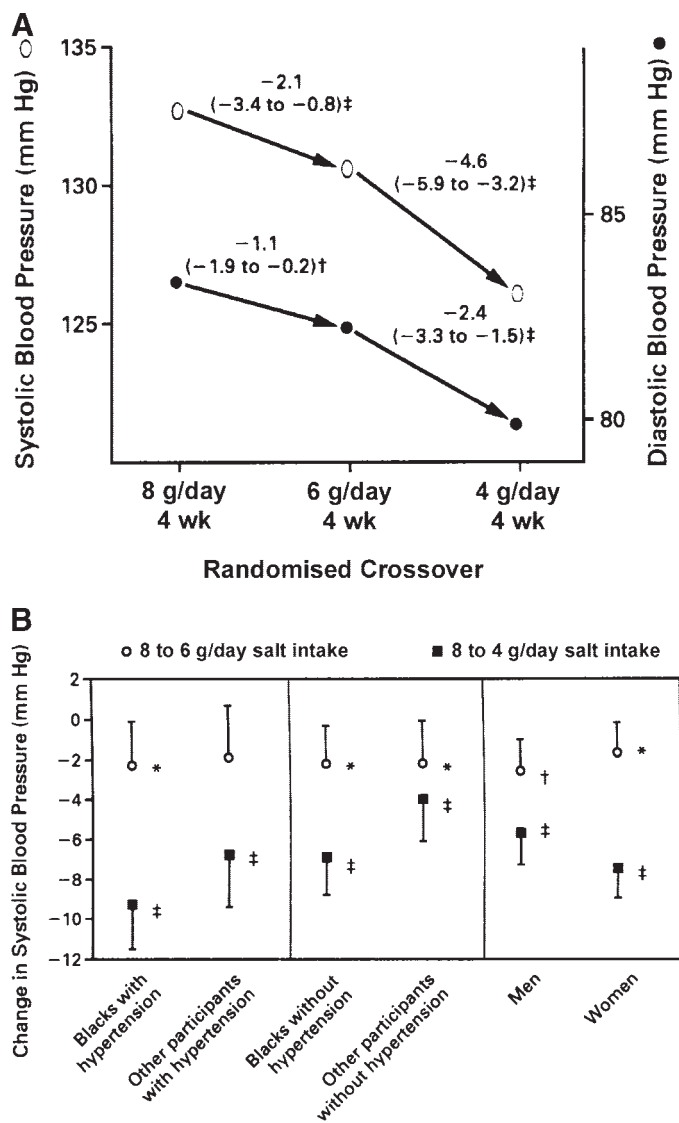 A
Systolic Blood Pressure (mm Hg)
135
130
125
−2.1
(−3.4 to −0.8)‡
−4.6
(−5.9 to −3.2)‡
−1.1
(−1.9 to −0.2)†
−2.4
(−3.3 to −1.5)‡
85
80
Diastolic Blood Pressure (mm Hg)
8 g/day
4 wk
6 g/day
4 wk
4 g/day
4 wk
Randomised Crossover
B
8 to 6 g/day salt intake
8 to 4 g/day salt intake
Change in Systolic Blood Pressure (mm Hg)
2
0
−2
−4
−6
−8
−10
−12
*
‡
‡
*
‡
*
‡
†
‡
*
‡
Blacks with
hypertension
Other participants
with hypertension
Blacks without
hypertension
Other participants
without hypertension
Men
Women